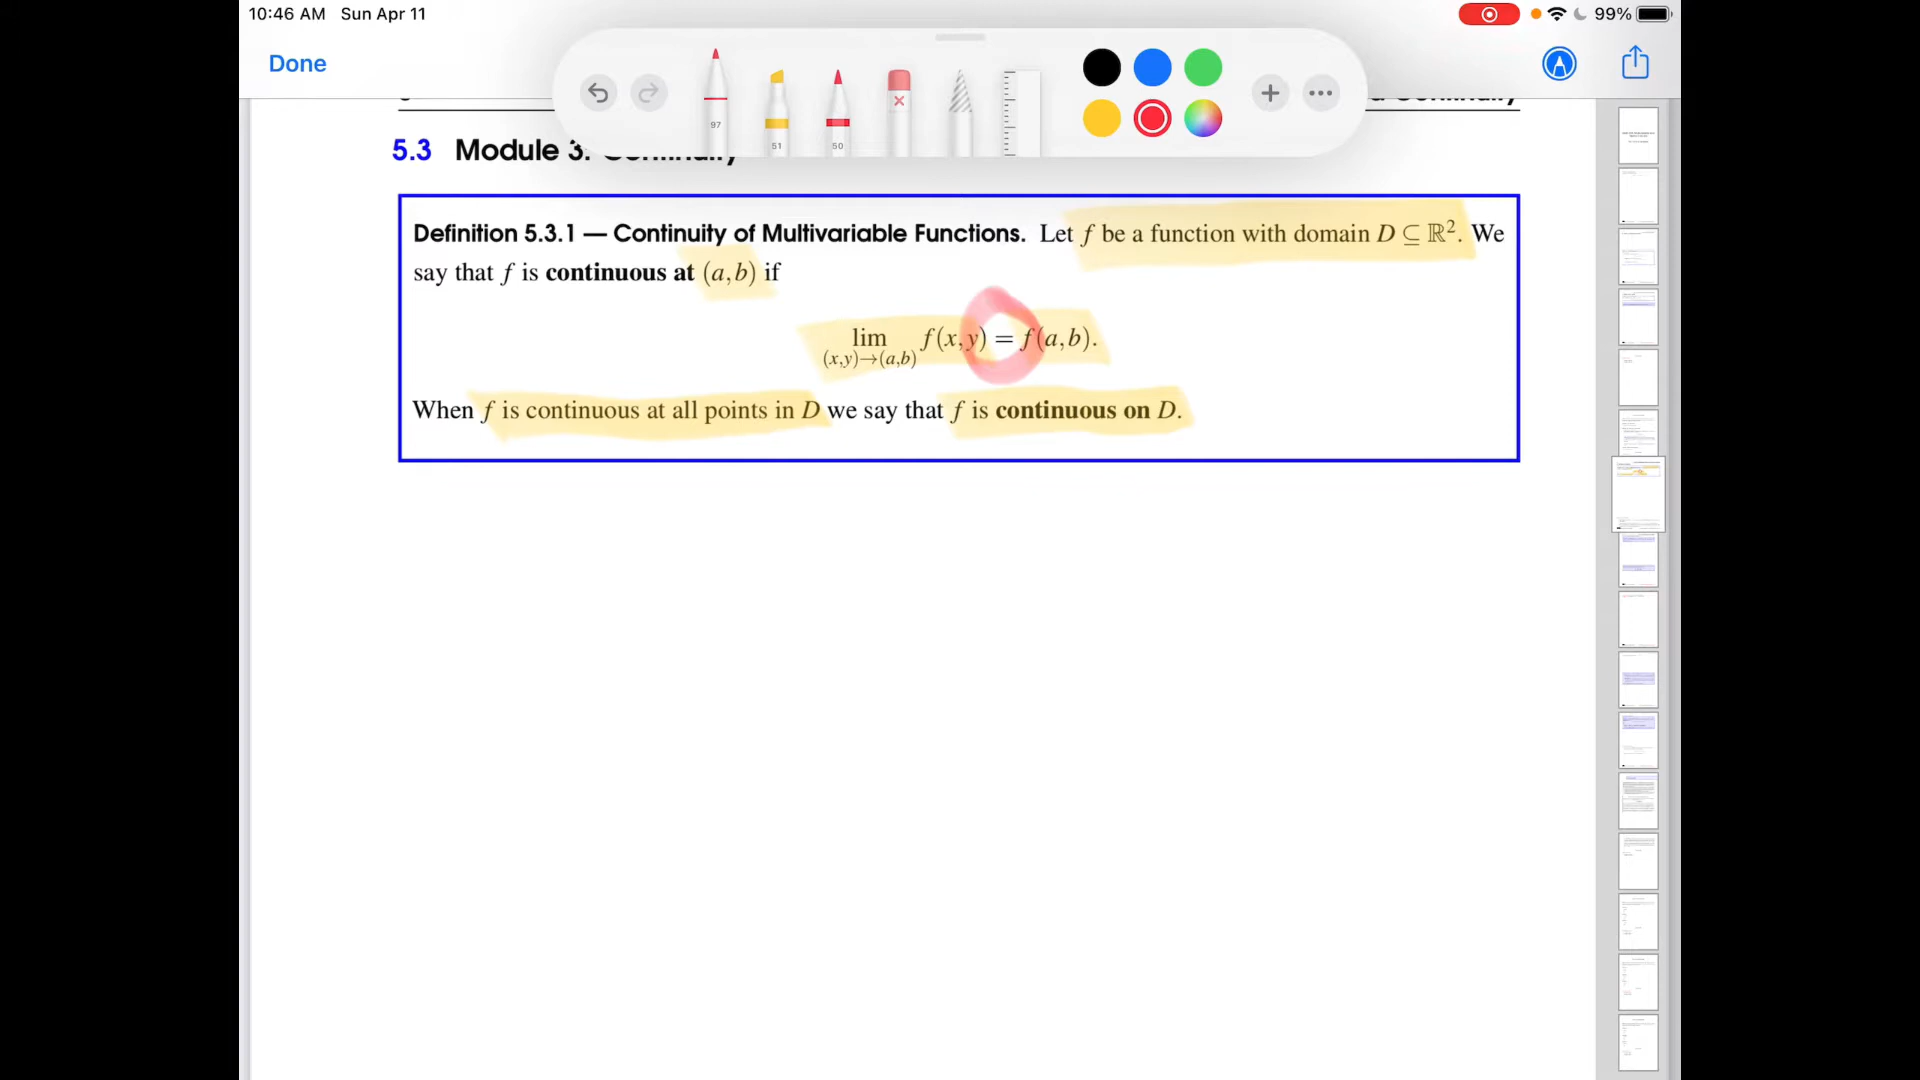 10:46 AM Sun Apr 11
99%
Done
97
51
50
5.3 Module 3: Continuity
Definition 5.3.1 — Continuity of Multivariable Functions. Let f be a function with domain D ⊆ ℝ². We
say that f is continuous at (a,b) if
lim f(x,y) = f(a,b).
(x,y)→(a,b)
When f is continuous at all points in D we say that f is continuous on D.